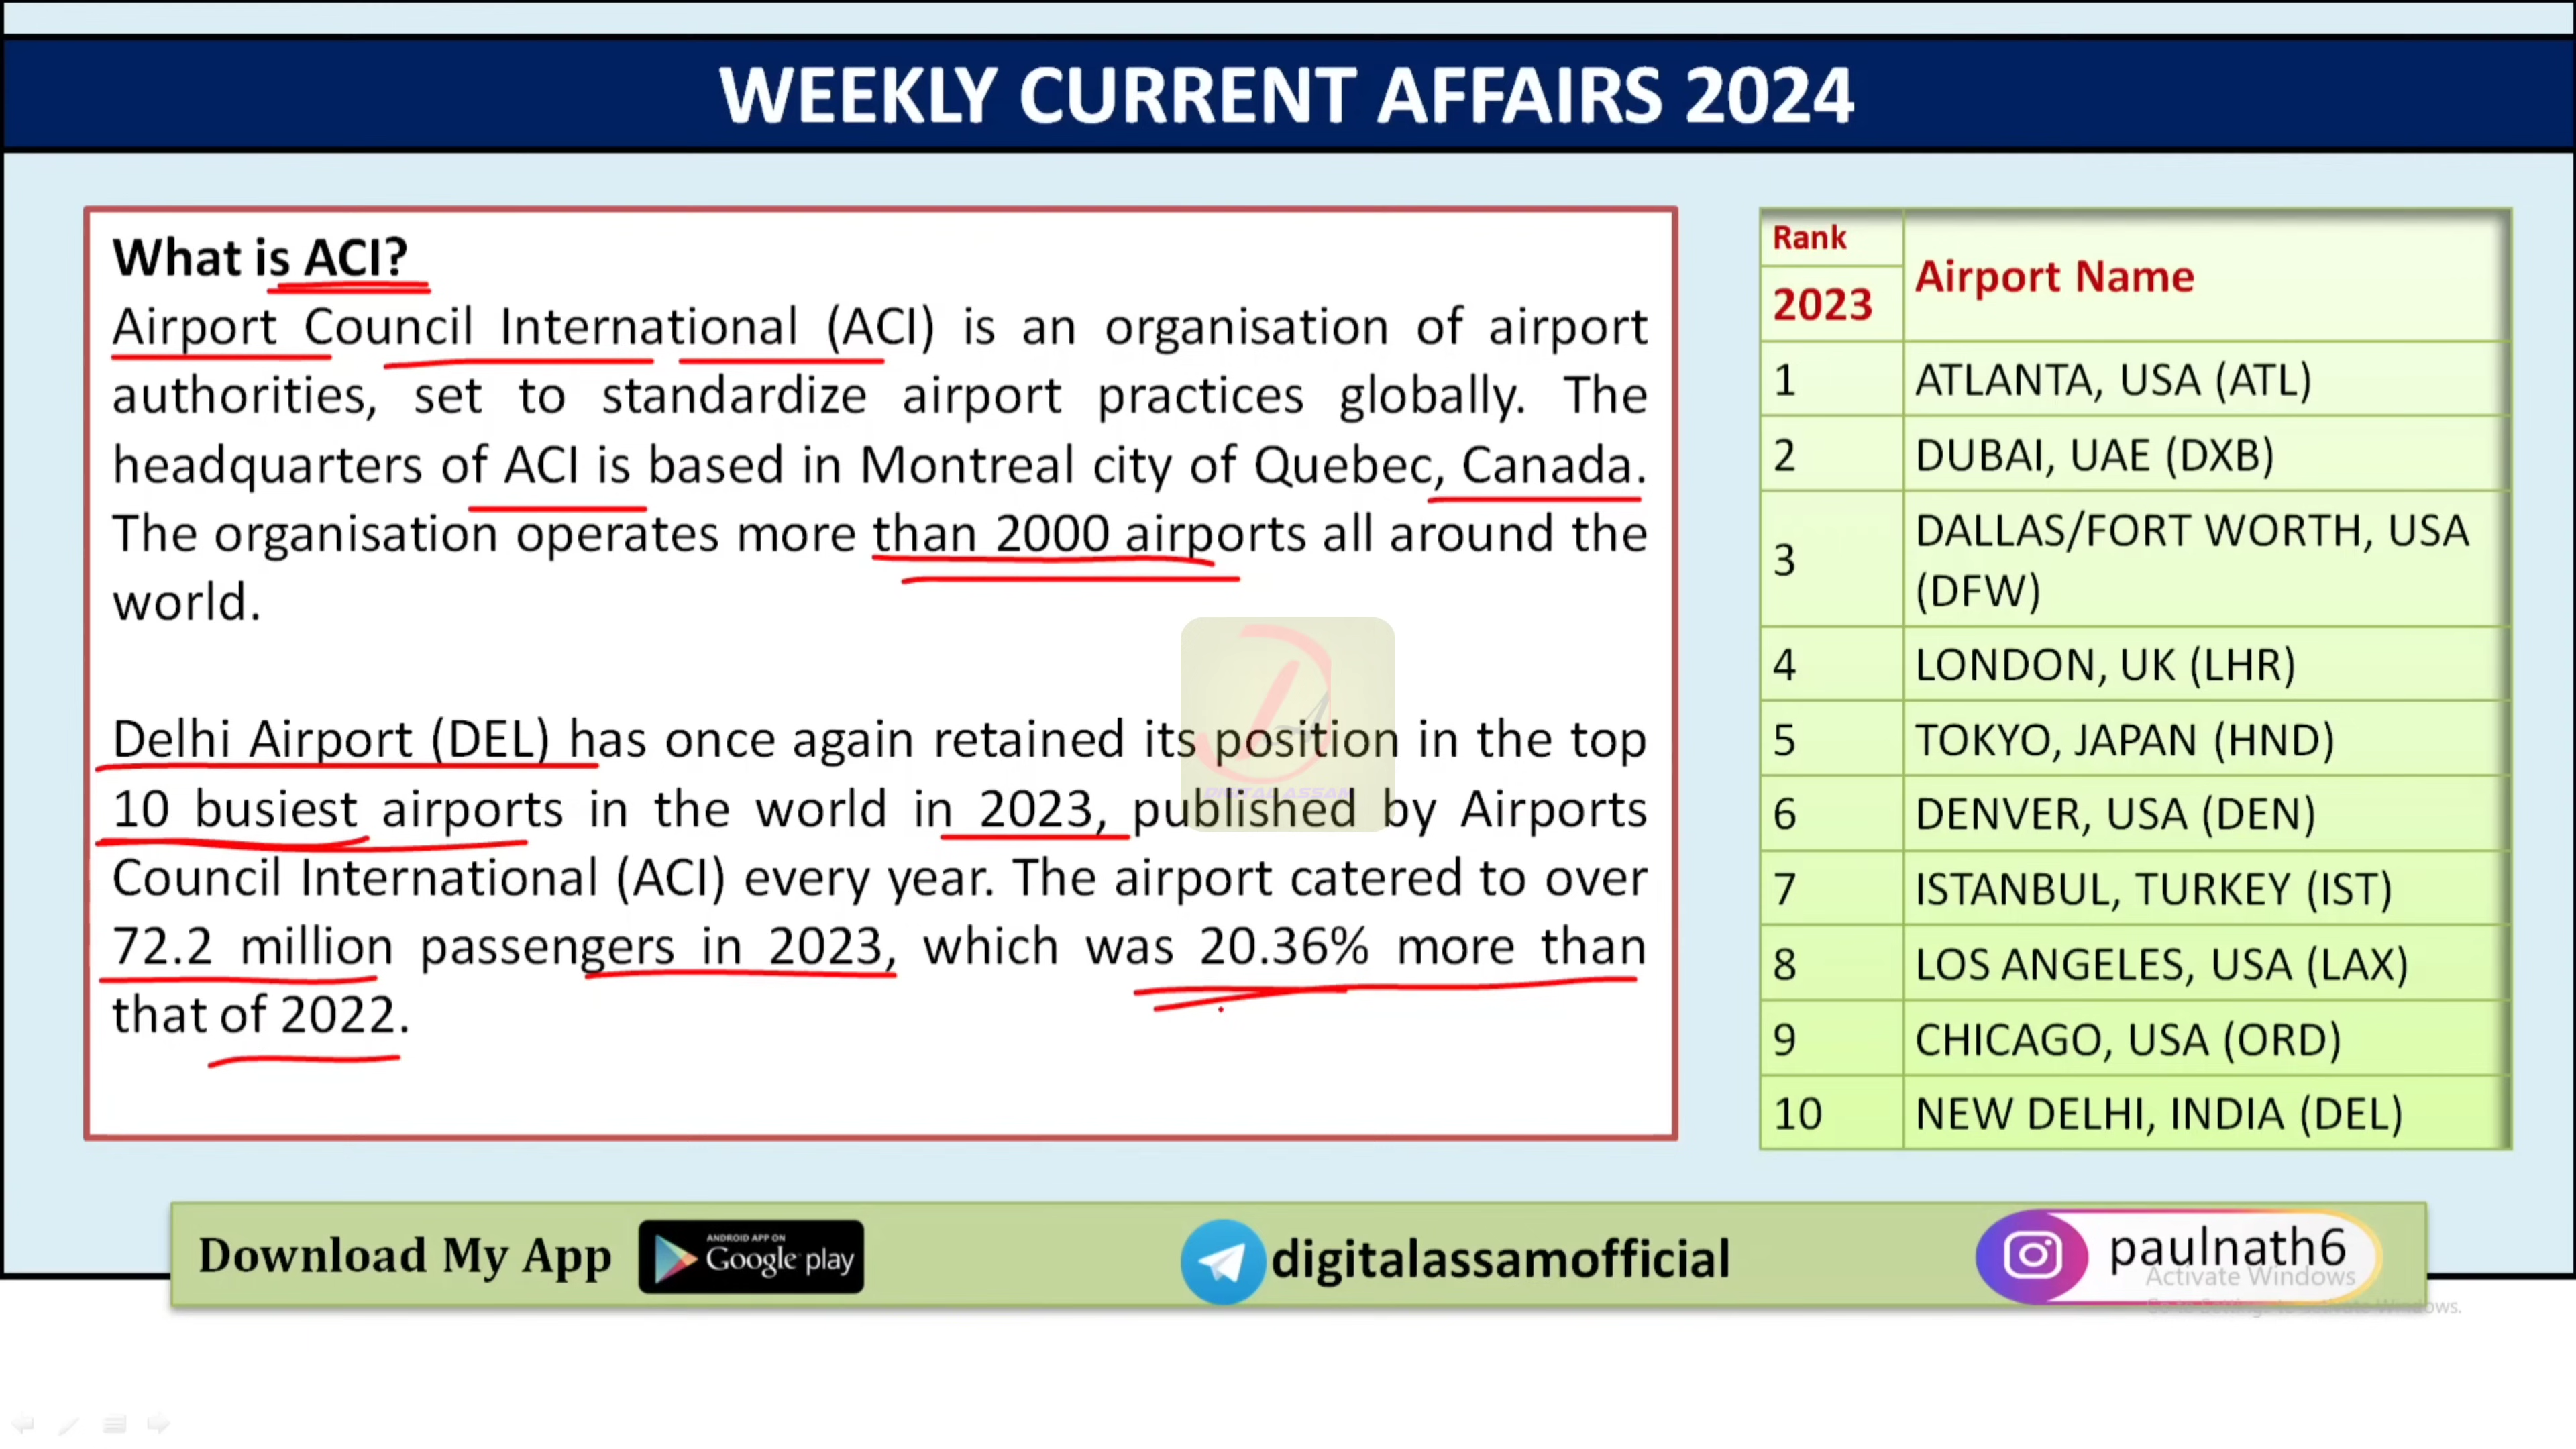 WEEKLY CURRENT AFFAIRS 2024
What is ACI?
Airport Council International (ACI) is an organisation of airport
authorities, set to standardize airport practices globally. The
headquarters of ACI is based in Montreal city of Quebec, Canada.
The organisation operates more than 2000 airports all around the
world.
Delhi Airport (DEL) has once again retained its position in the top
10 busiest airports in the world in 2023, published by Airports
Council International (ACI) every year. The airport catered to over
72.2 million passengers in 2023, which was 20.36% more than
that of 2022.
DIGITAL ASSAM
Rank
2023
Airport Name
1 ATLANTA, USA (ATL)
2 DUBAI, UAE (DXB)
3 DALLAS/FORT WORTH, USA
(DFW)
4 LONDON, UK (LHR)
5 TOKYO, JAPAN (HND)
6 DENVER, USA (DEN)
7 ISTANBUL, TURKEY (IST)
8 LOS ANGELES, USA (LAX)
9 CHICAGO, USA (ORD)
10 NEW DELHI, INDIA (DEL)
Download My App
ANDROID APP ON
Google play
digitalassamofficial
paulnath6
Activate Windows
Go to Settings to activate Windows.